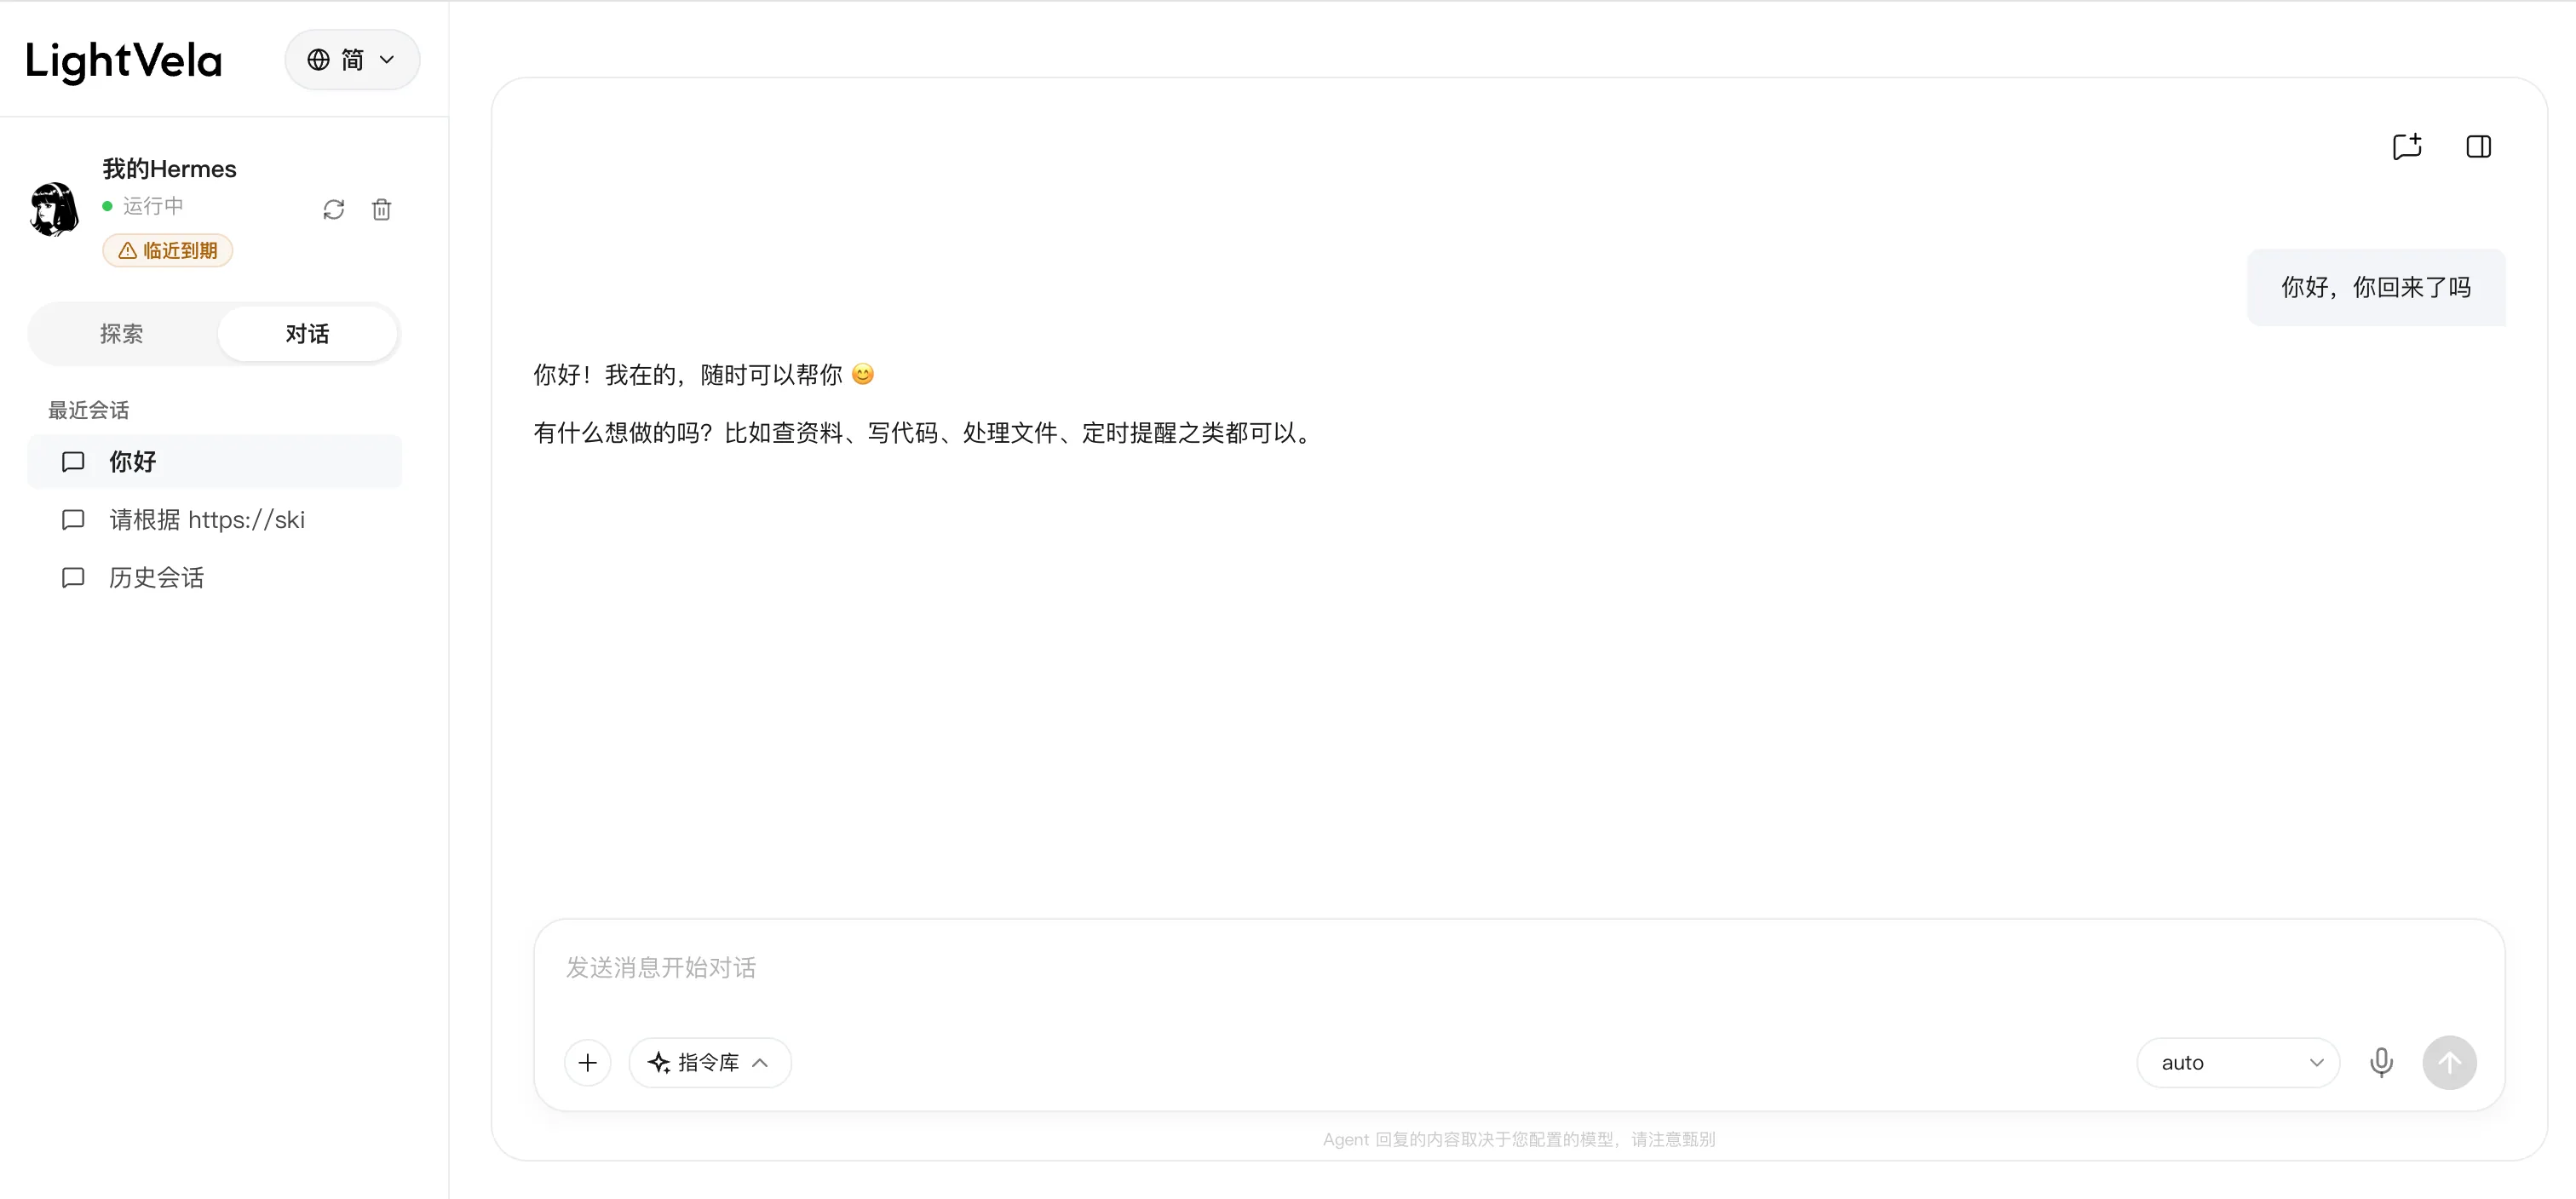 LightVela
简
我的Hermes
运行中
临近到期
探索
对话
最近会话
你好
请根据 https://ski
历史会话
你好，你回来了吗
你好！我在的，随时可以帮你 😊
有什么想做的吗？比如查资料、写代码、处理文件、定时提醒之类都可以。
发送消息开始对话
指令库
auto
Agent 回复的内容取决于您配置的模型，请注意甄别